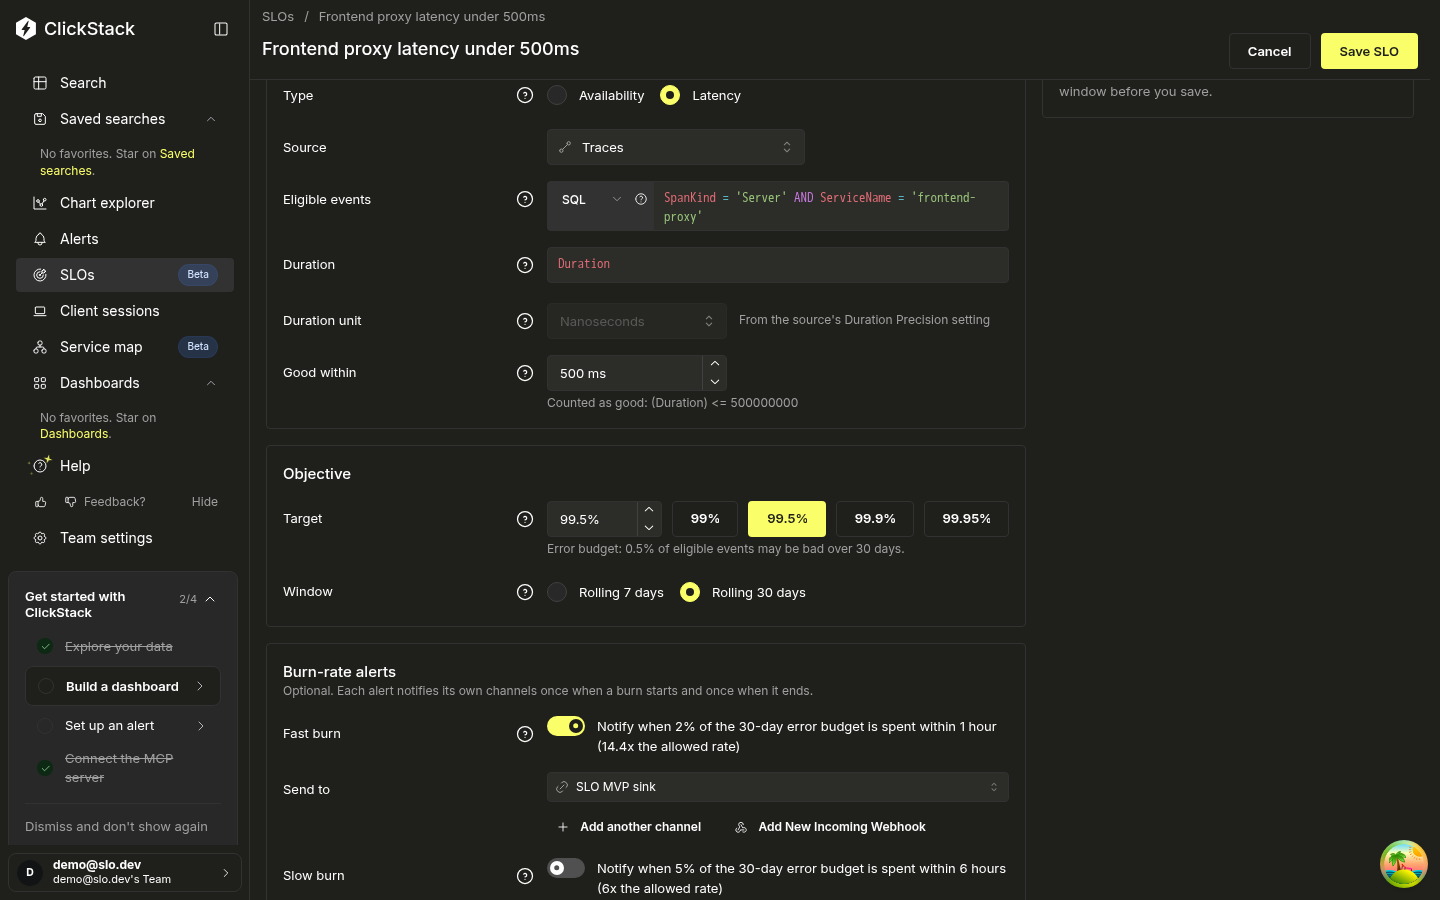 ClickStack
Search
Saved searches
No favorites. Star on Saved
searches.
Chart explorer
Alerts
SLOs
Beta
Client sessions
Service map
Beta
Dashboards
No favorites. Star on
Dashboards.
Help
Feedback?
Hide
Team settings
Get started with
ClickStack
2/4
Explore your data
Build a dashboard
Set up an alert
Connect the MCP
server
Dismiss and don't show again
D
demo@slo.dev
demo@slo.dev's Team
SLOs / Frontend proxy latency under 500ms
Frontend proxy latency under 500ms
Cancel
Save SLO
window before you save.
Type
Availability
Latency
Source
Traces
Eligible events
SQL
SpanKind = 'Server' AND ServiceName = 'frontend-
proxy'
Duration
Duration
Duration unit
Nanoseconds
From the source's Duration Precision setting
Good within
500 ms
Counted as good: (Duration) <= 500000000
Objective
Target
99.5%
99%
99.5%
99.9%
99.95%
Error budget: 0.5% of eligible events may be bad over 30 days.
Window
Rolling 7 days
Rolling 30 days
Burn-rate alerts
Optional. Each alert notifies its own channels once when a burn starts and once when it ends.
Fast burn
Notify when 2% of the 30-day error budget is spent within 1 hour
(14.4x the allowed rate)
Send to
SLO MVP sink
Add another channel
Add New Incoming Webhook
Slow burn
Notify when 5% of the 30-day error budget is spent within 6 hours
(6x the allowed rate)